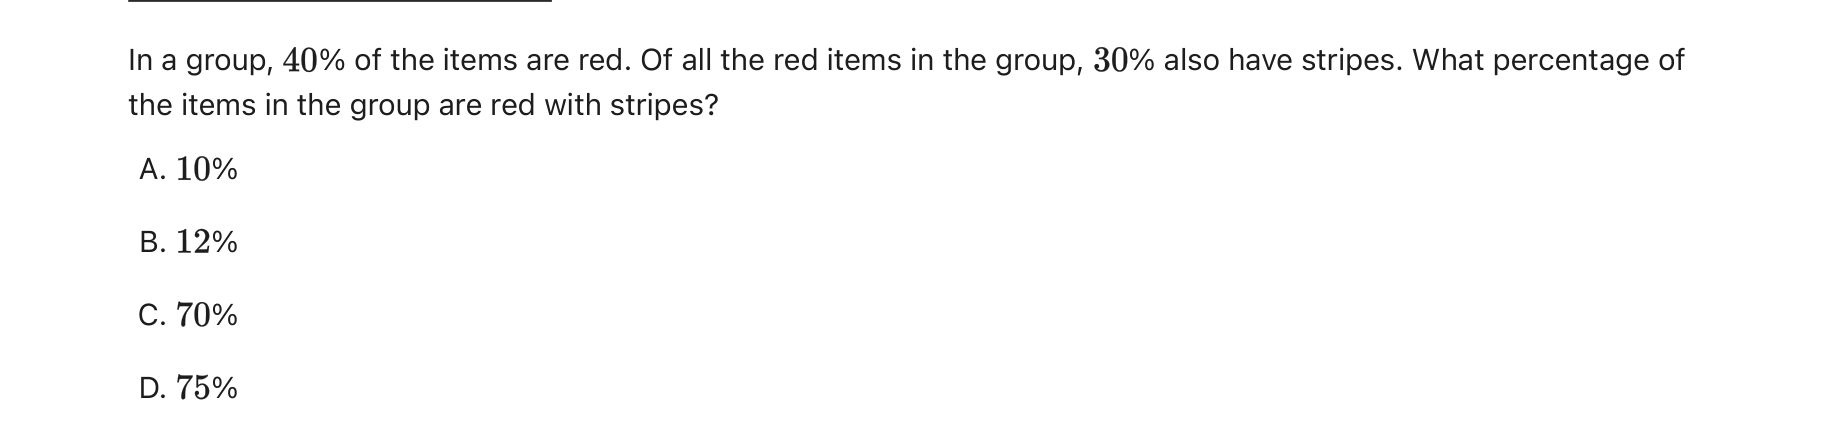 In a group, 40% of the items are red. Of all the red items in the group, 30% also have stripes. What percentage of
the items in the group are red with stripes?
A. 10%
B. 12%
C. 70%
D. 75%